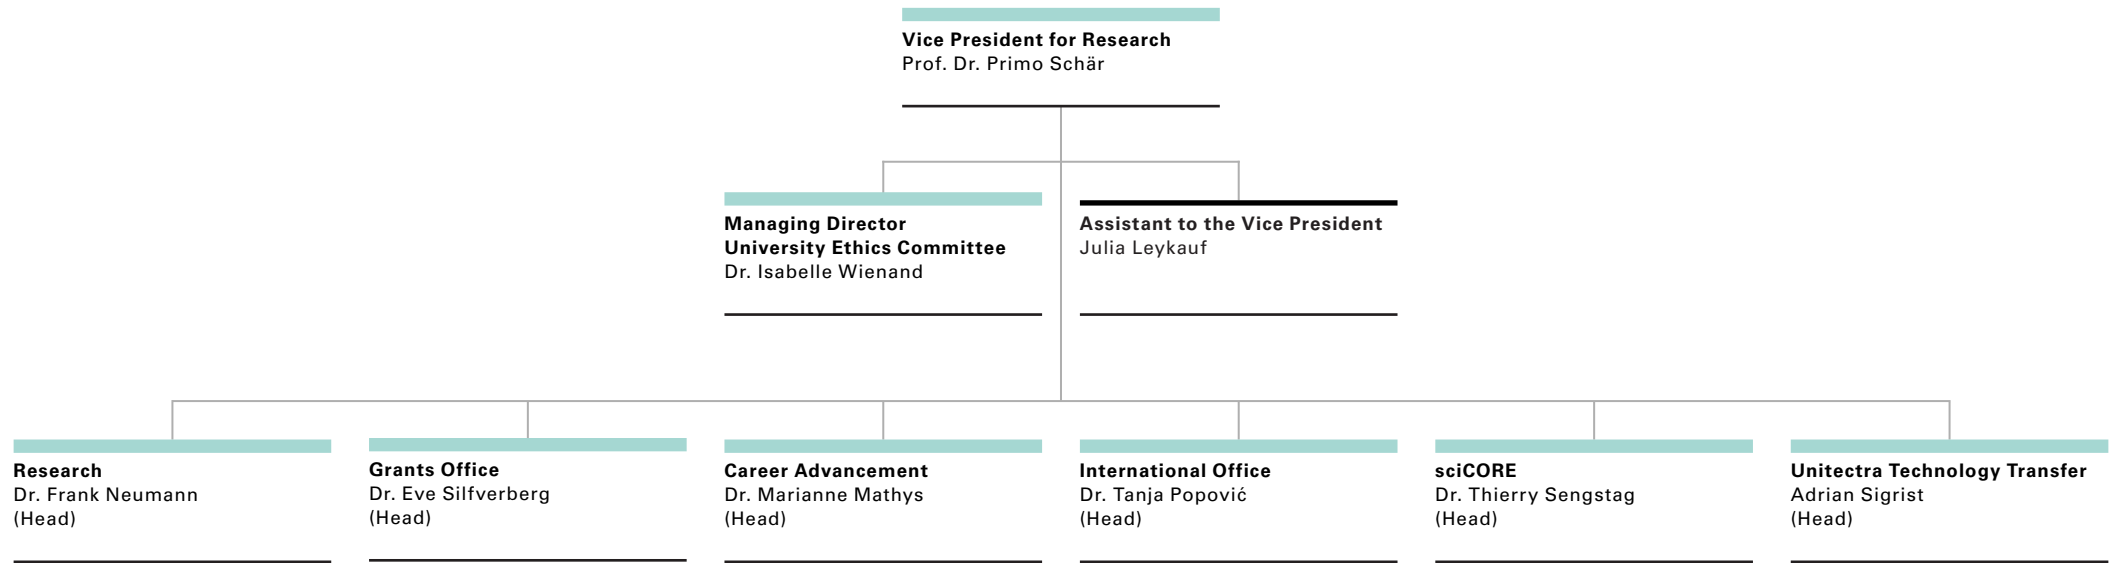 Vice President for Research
Prof. Dr. Primo Schär
Managing Director
University Ethics Committee
Dr. Isabelle Wienand
Assistant to the Vice President
Julia Leykauf
Research
Dr. Frank Neumann
(Head)
Grants Office
Dr. Eve Silfverberg
(Head)
Career Advancement
Dr. Marianne Mathys
(Head)
International Office
Dr. Tanja Popović
(Head)
sciCORE
Dr. Thierry Sengstag
(Head)
Unitectra Technology Transfer
Adrian Sigrist
(Head)